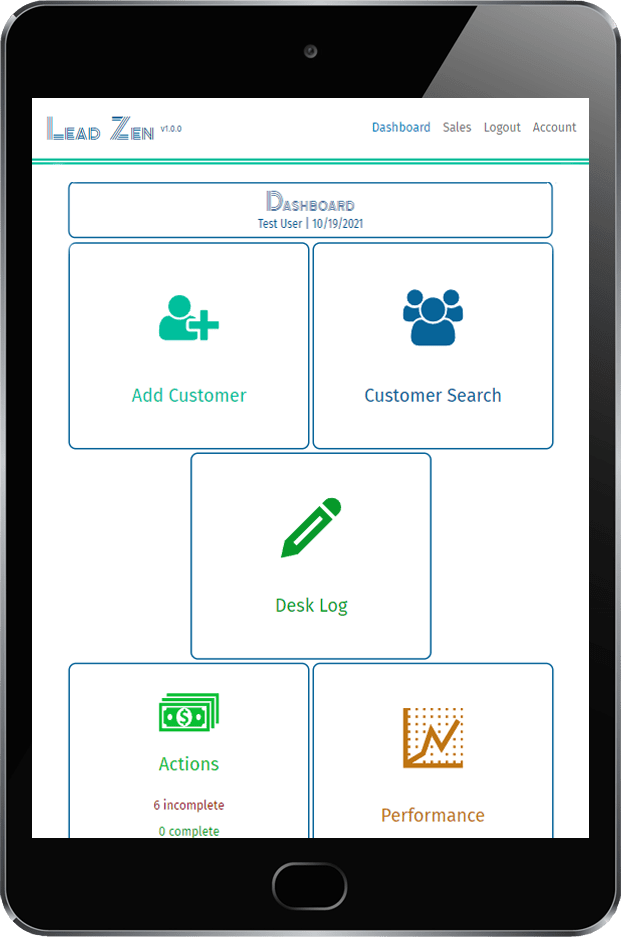 Lead Zen v1.0.0
Dashboard Sales Logout Account
Dashboard
Test User | 10/19/2021
Add Customer
Customer Search
Desk Log
$
Actions
6 incomplete
0 complete
Performance